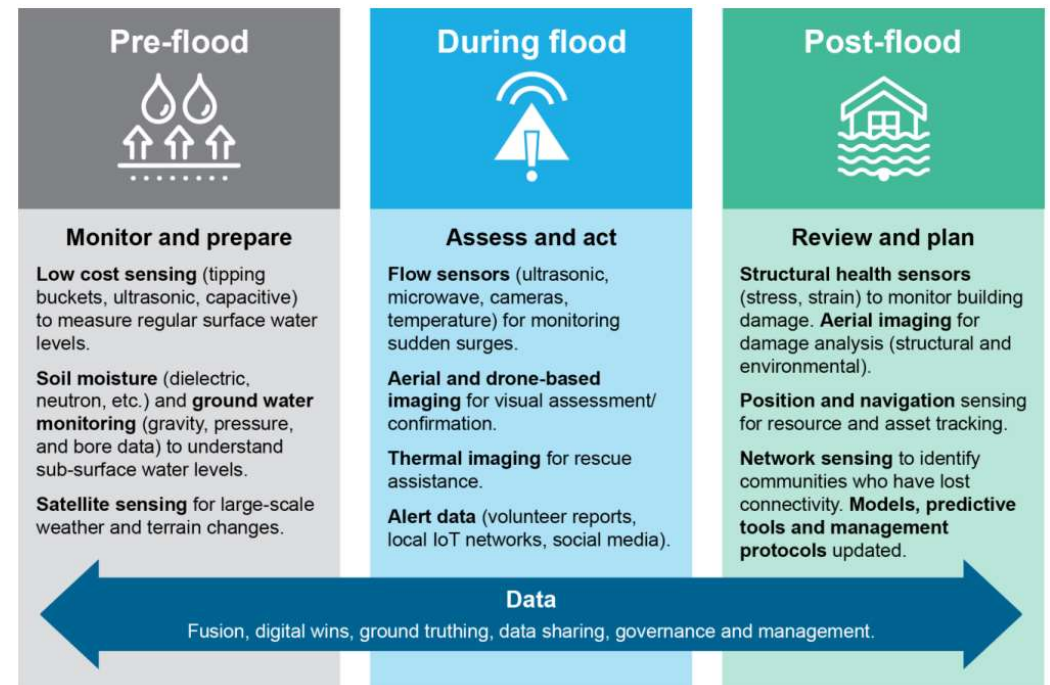 Pre-flood
Monitor and prepare
Low cost sensing (tipping
buckets, ultrasonic, capacitive)
to measure regular surface water
levels.
Soil moisture (dielectric,
neutron, etc.) and ground water
monitoring (gravity, pressure,
and bore data) to understand
sub-surface water levels.
Satellite sensing for large-scale
weather and terrain changes.
During flood
Assess and act
Flow sensors (ultrasonic,
microwave, cameras,
temperature) for monitoring
sudden surges.
Aerial and drone-based
imaging for visual assessment/
confirmation.
Thermal imaging for rescue
assistance.
Alert data (volunteer reports,
local IoT networks, social media).
Post-flood
Review and plan
Structural health sensors
(stress, strain) to monitor building
damage. Aerial imaging for
damage analysis (structural and
environmental).
Position and navigation sensing
for resource and asset tracking.
Network sensing to identify
communities who have lost
connectivity. Models, predictive
tools and management
protocols updated.
Data
Fusion, digital wins, ground truthing, data sharing, governance and management.